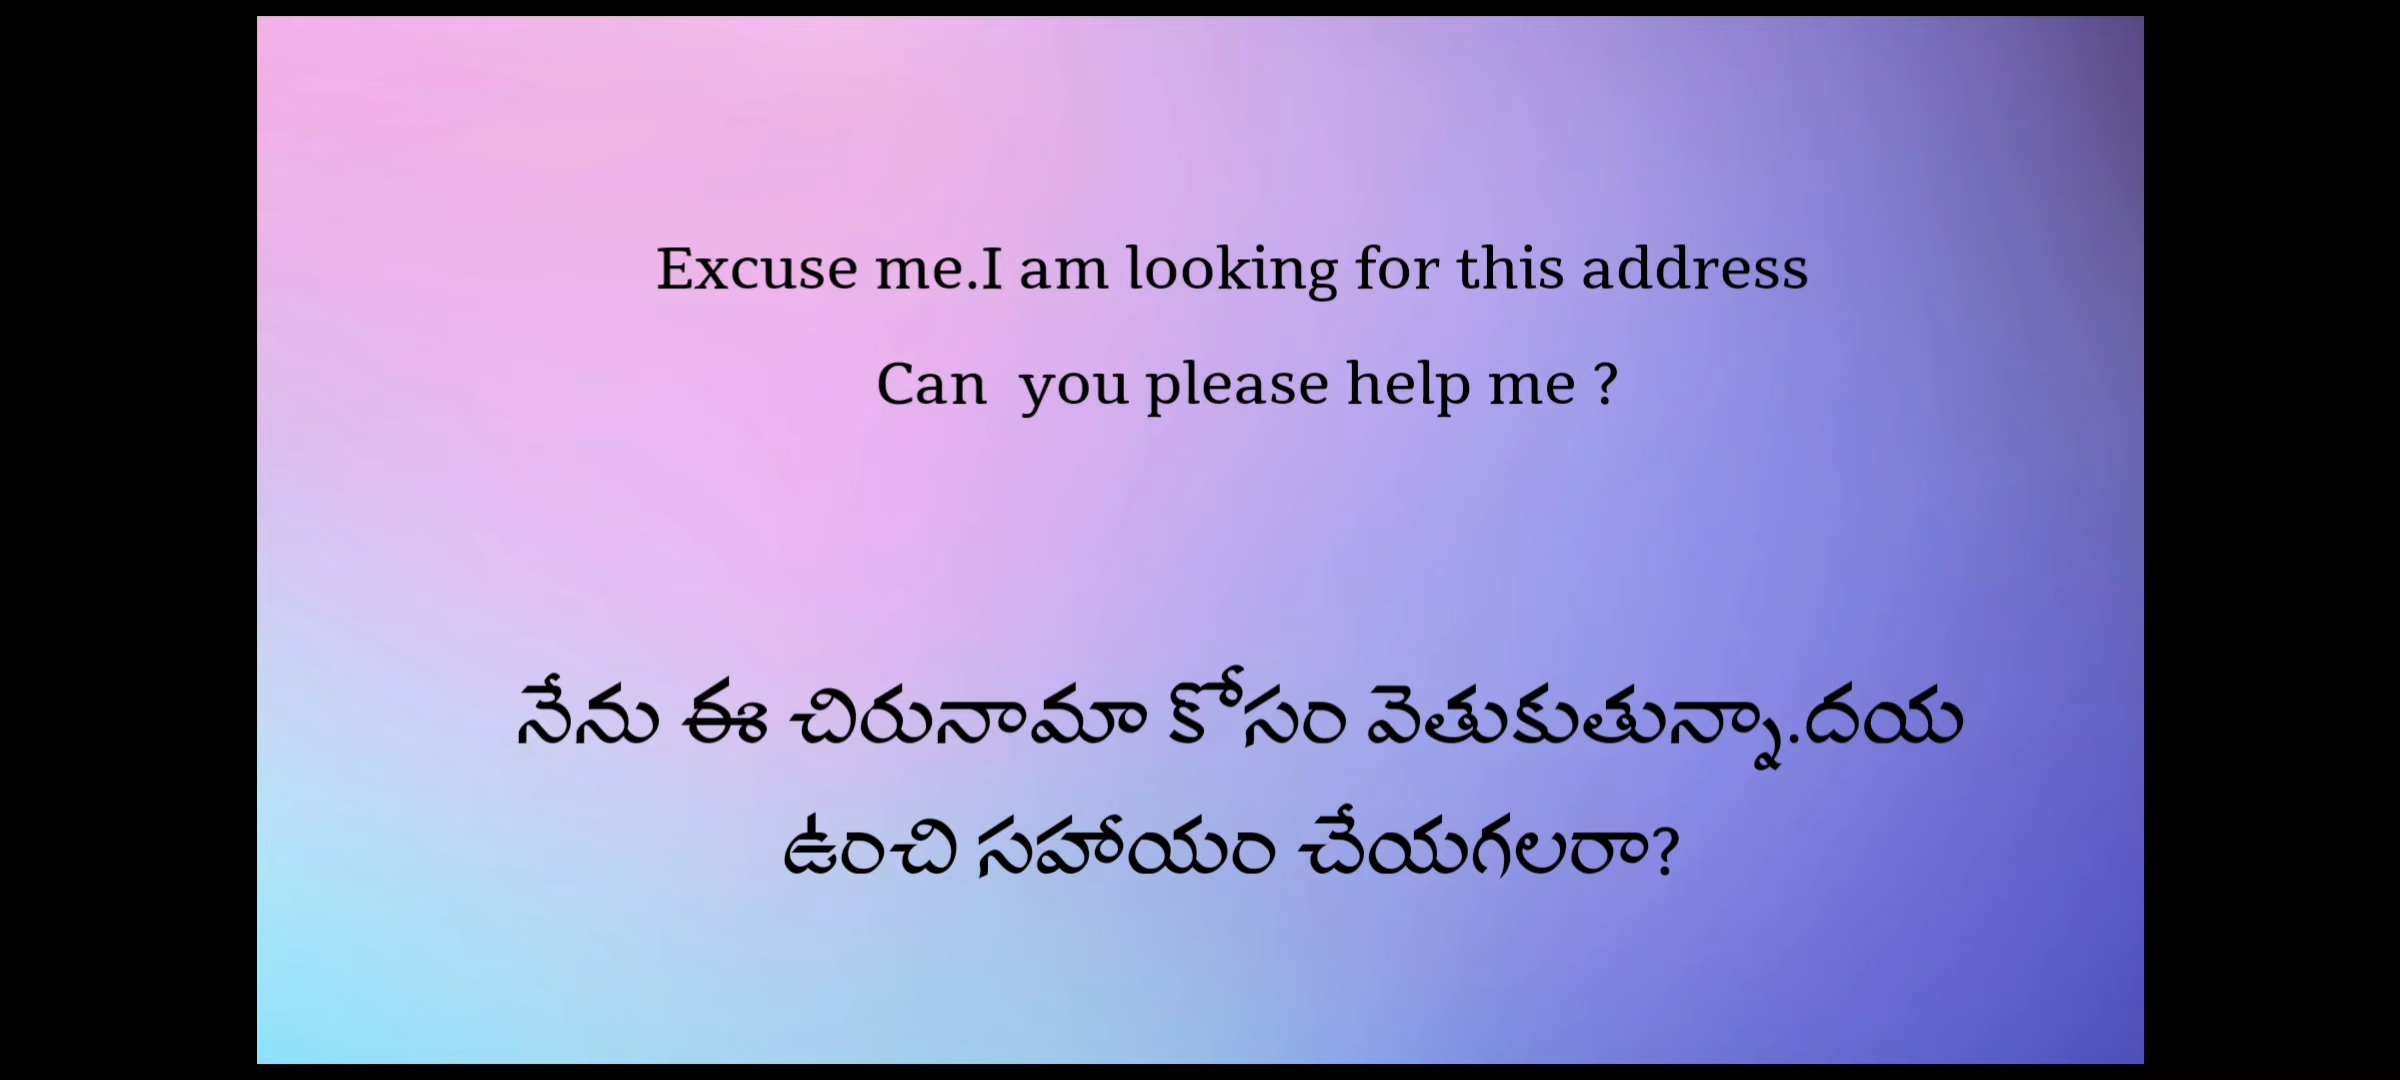 Excuse me.I am looking for this address
Can  you please help me ?
నేను ఈ చిరునామా కోసం వెతుకుతున్నా.దయ
ఉంచి సహాయం చేయగలరా?